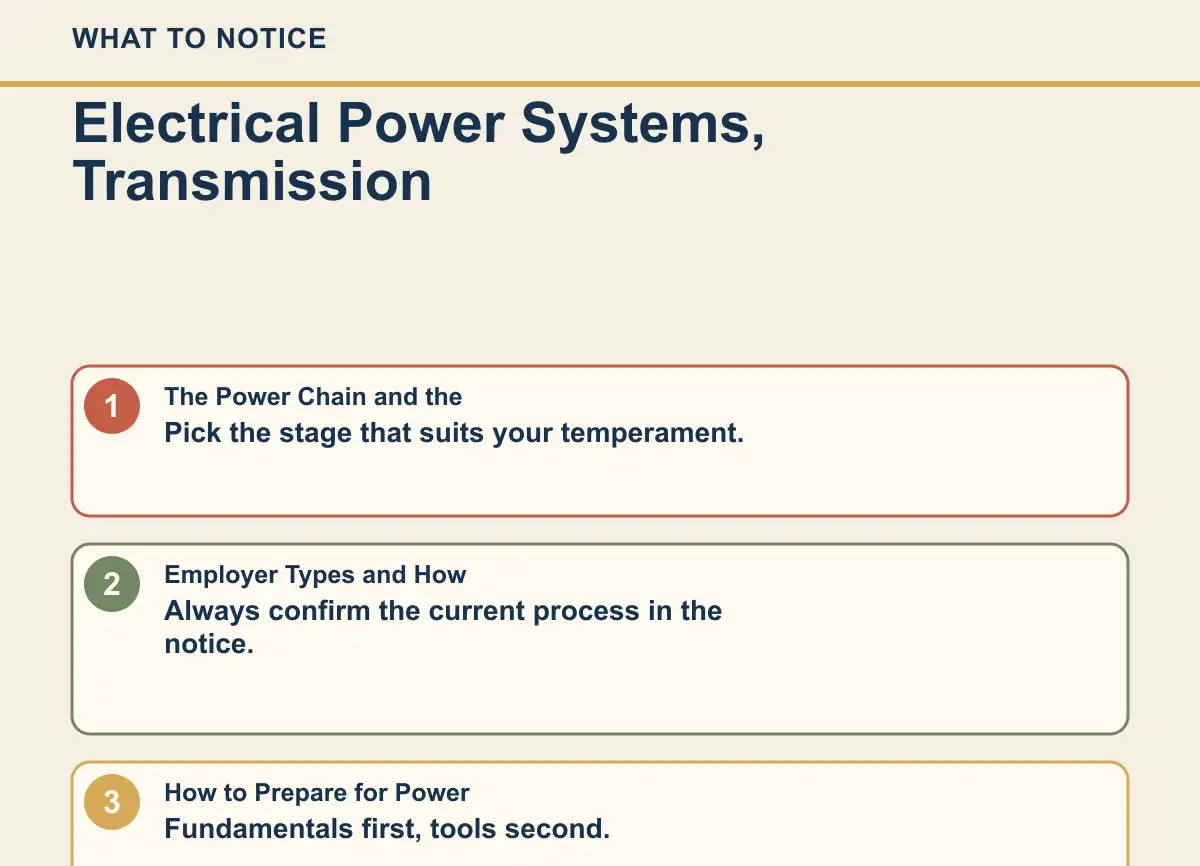 WHAT TO NOTICE
Electrical Power Systems,
Transmission
1
The Power Chain and the
Pick the stage that suits your temperament.
2
Employer Types and How
Always confirm the current process in the
notice.
3
How to Prepare for Power
Fundamentals first, tools second.